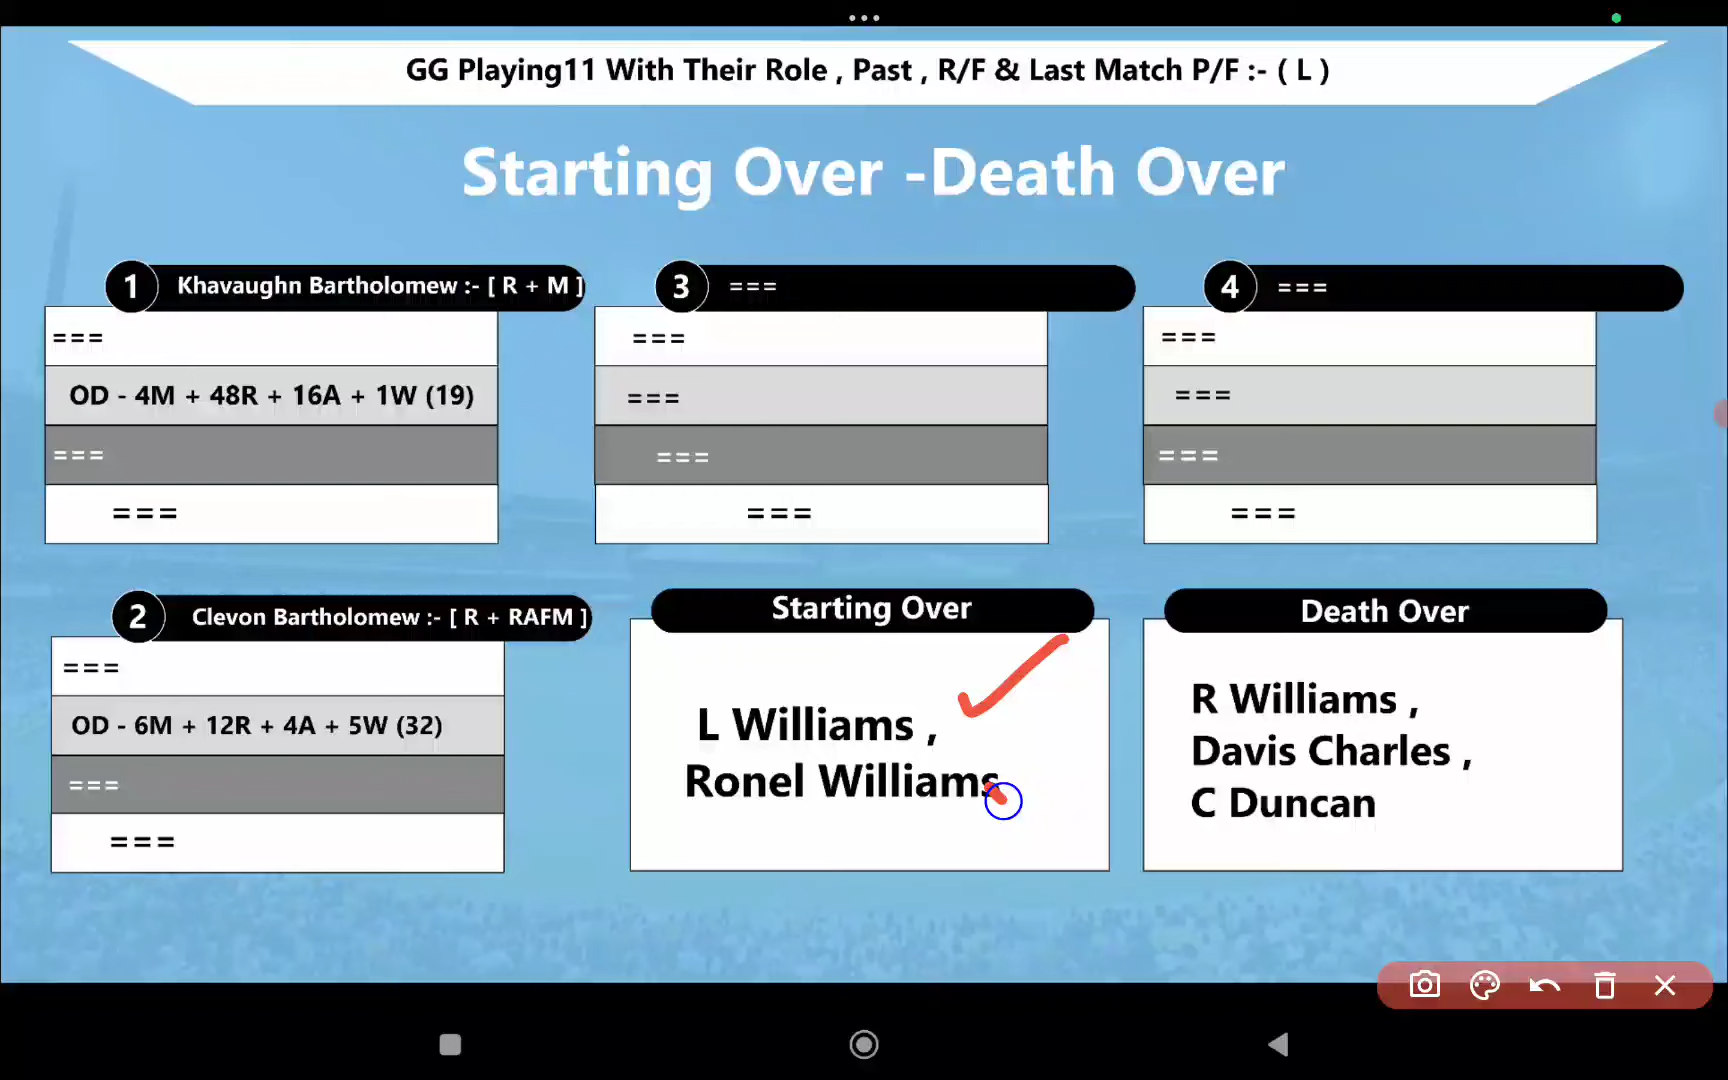 GG Playing11 With Their Role , Past , R/F & Last Match P/F :- ( L )
Starting Over -Death Over
1 Khavaughn Bartholomew :- [ R + M ]
===
OD - 4M + 48R + 16A + 1W (19)
===
===
3 ===
===
===
===
===
4 ===
===
===
===
===
2 Clevon Bartholomew :- [ R + RAFM ]
===
OD - 6M + 12R + 4A + 5W (32)
===
===
Starting Over
L Williams ,
Ronel Williams
Death Over
R Williams ,
Davis Charles ,
C Duncan